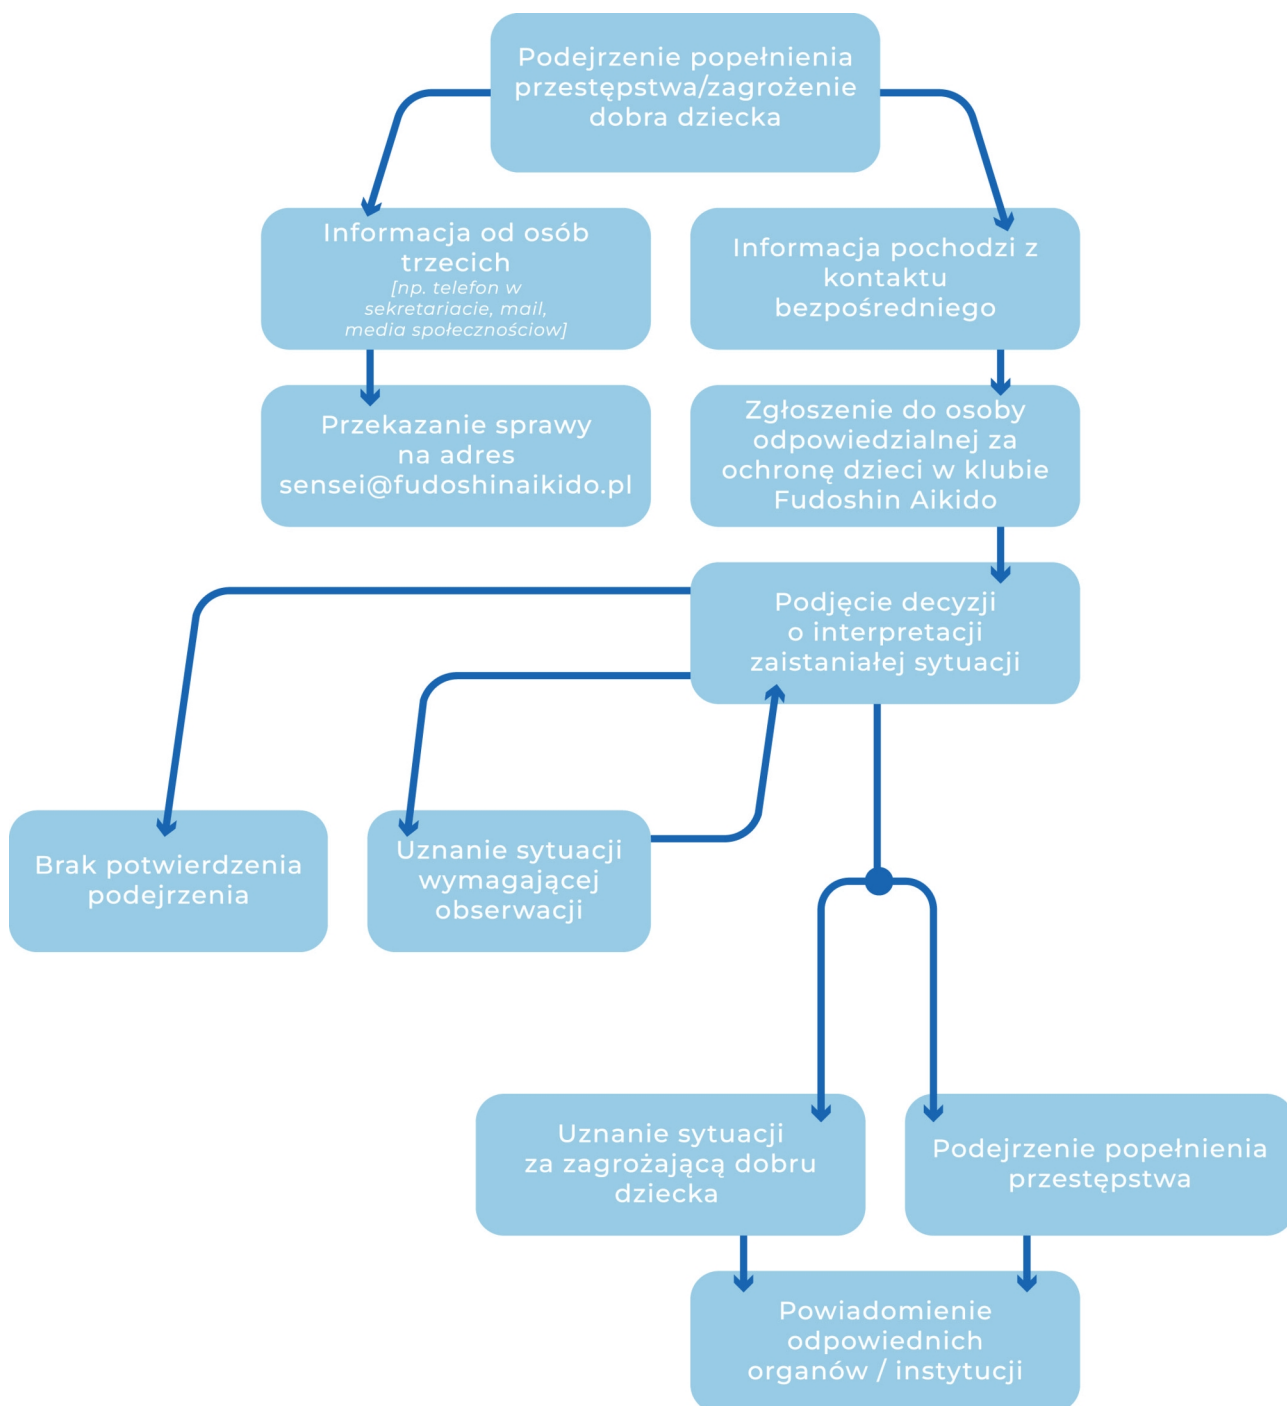 Podejrzenie popełnienia
przestępstwa/zagrożenie
dobra dziecka
Informacja od osób
trzecich
[np. telefon w
sekretariacie, mail,
media społecznościow]
Informacja pochodzi z
kontaktu
bezpośredniego
Przekazanie sprawy
na adres
sensei@fudoshinaikido.pl
Zgłoszenie do osoby
odpowiedzialnej za
ochronę dzieci w klubie
Fudoshin Aikido
Podjęcie decyzji
o interpretacji
zaistaniałej sytuacji
Brak potwierdzenia
podejrzenia
Uznanie sytuacji
wymagającej
obserwacji
Uznanie sytuacji
za zagrożającą dobru
dziecka
Podejrzenie popełnienia
przestępstwa
Powiadomienie
odpowiednich
organów / instytucji